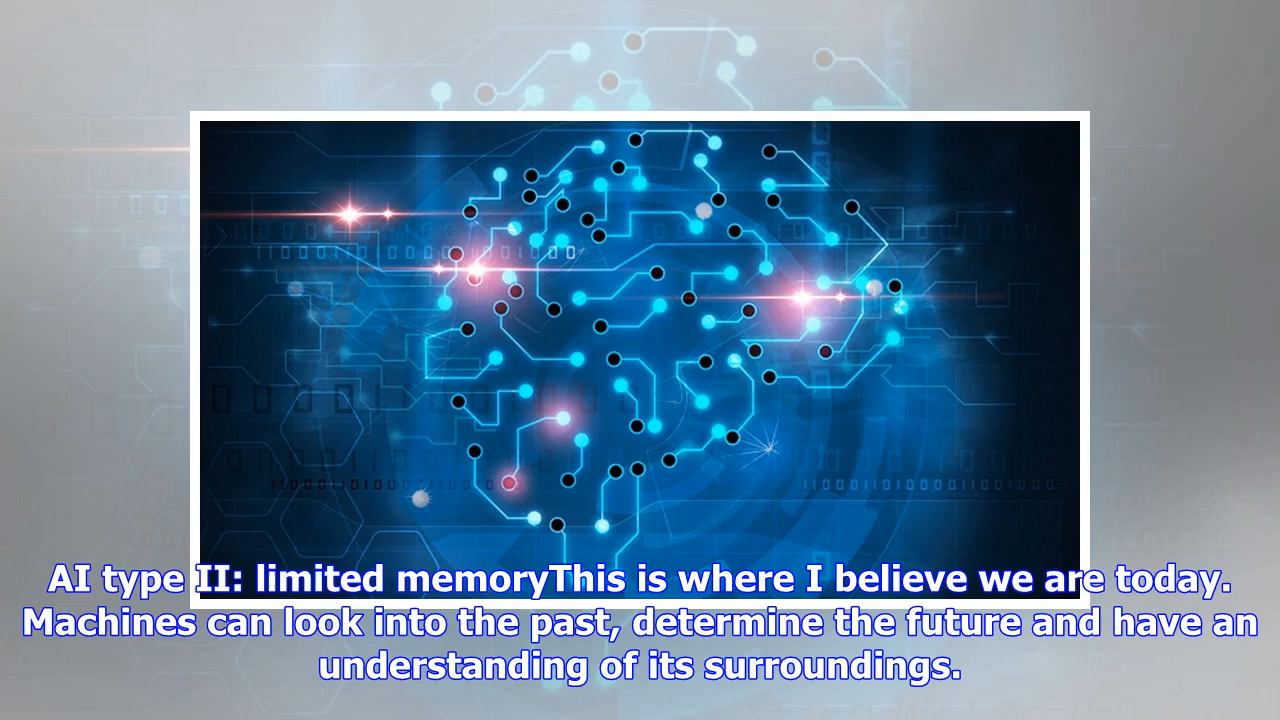 AI type II: limited memoryThis is where I believe we are today.
Machines can look into the past, determine the future and have an
understanding of its surroundings.